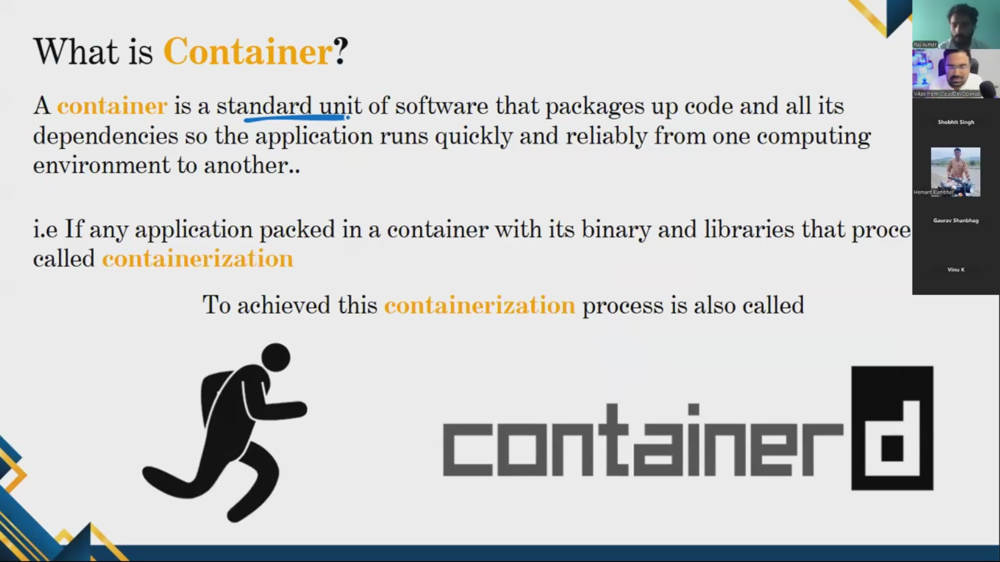 What is Container?
A container is a standard unit of software that packages up code and all its
dependencies so the application runs quickly and reliably from one computing
environment to another..
i.e If any application packed in a container with its binary and libraries that proce
called containerization
To achieved this containerization process is also called
containerd
Raj kumar
Vikas from CloudDevOpsHub
Shobhit Singh
Hemant Kumbhar
Gaurav Shanbhag
Vinu K